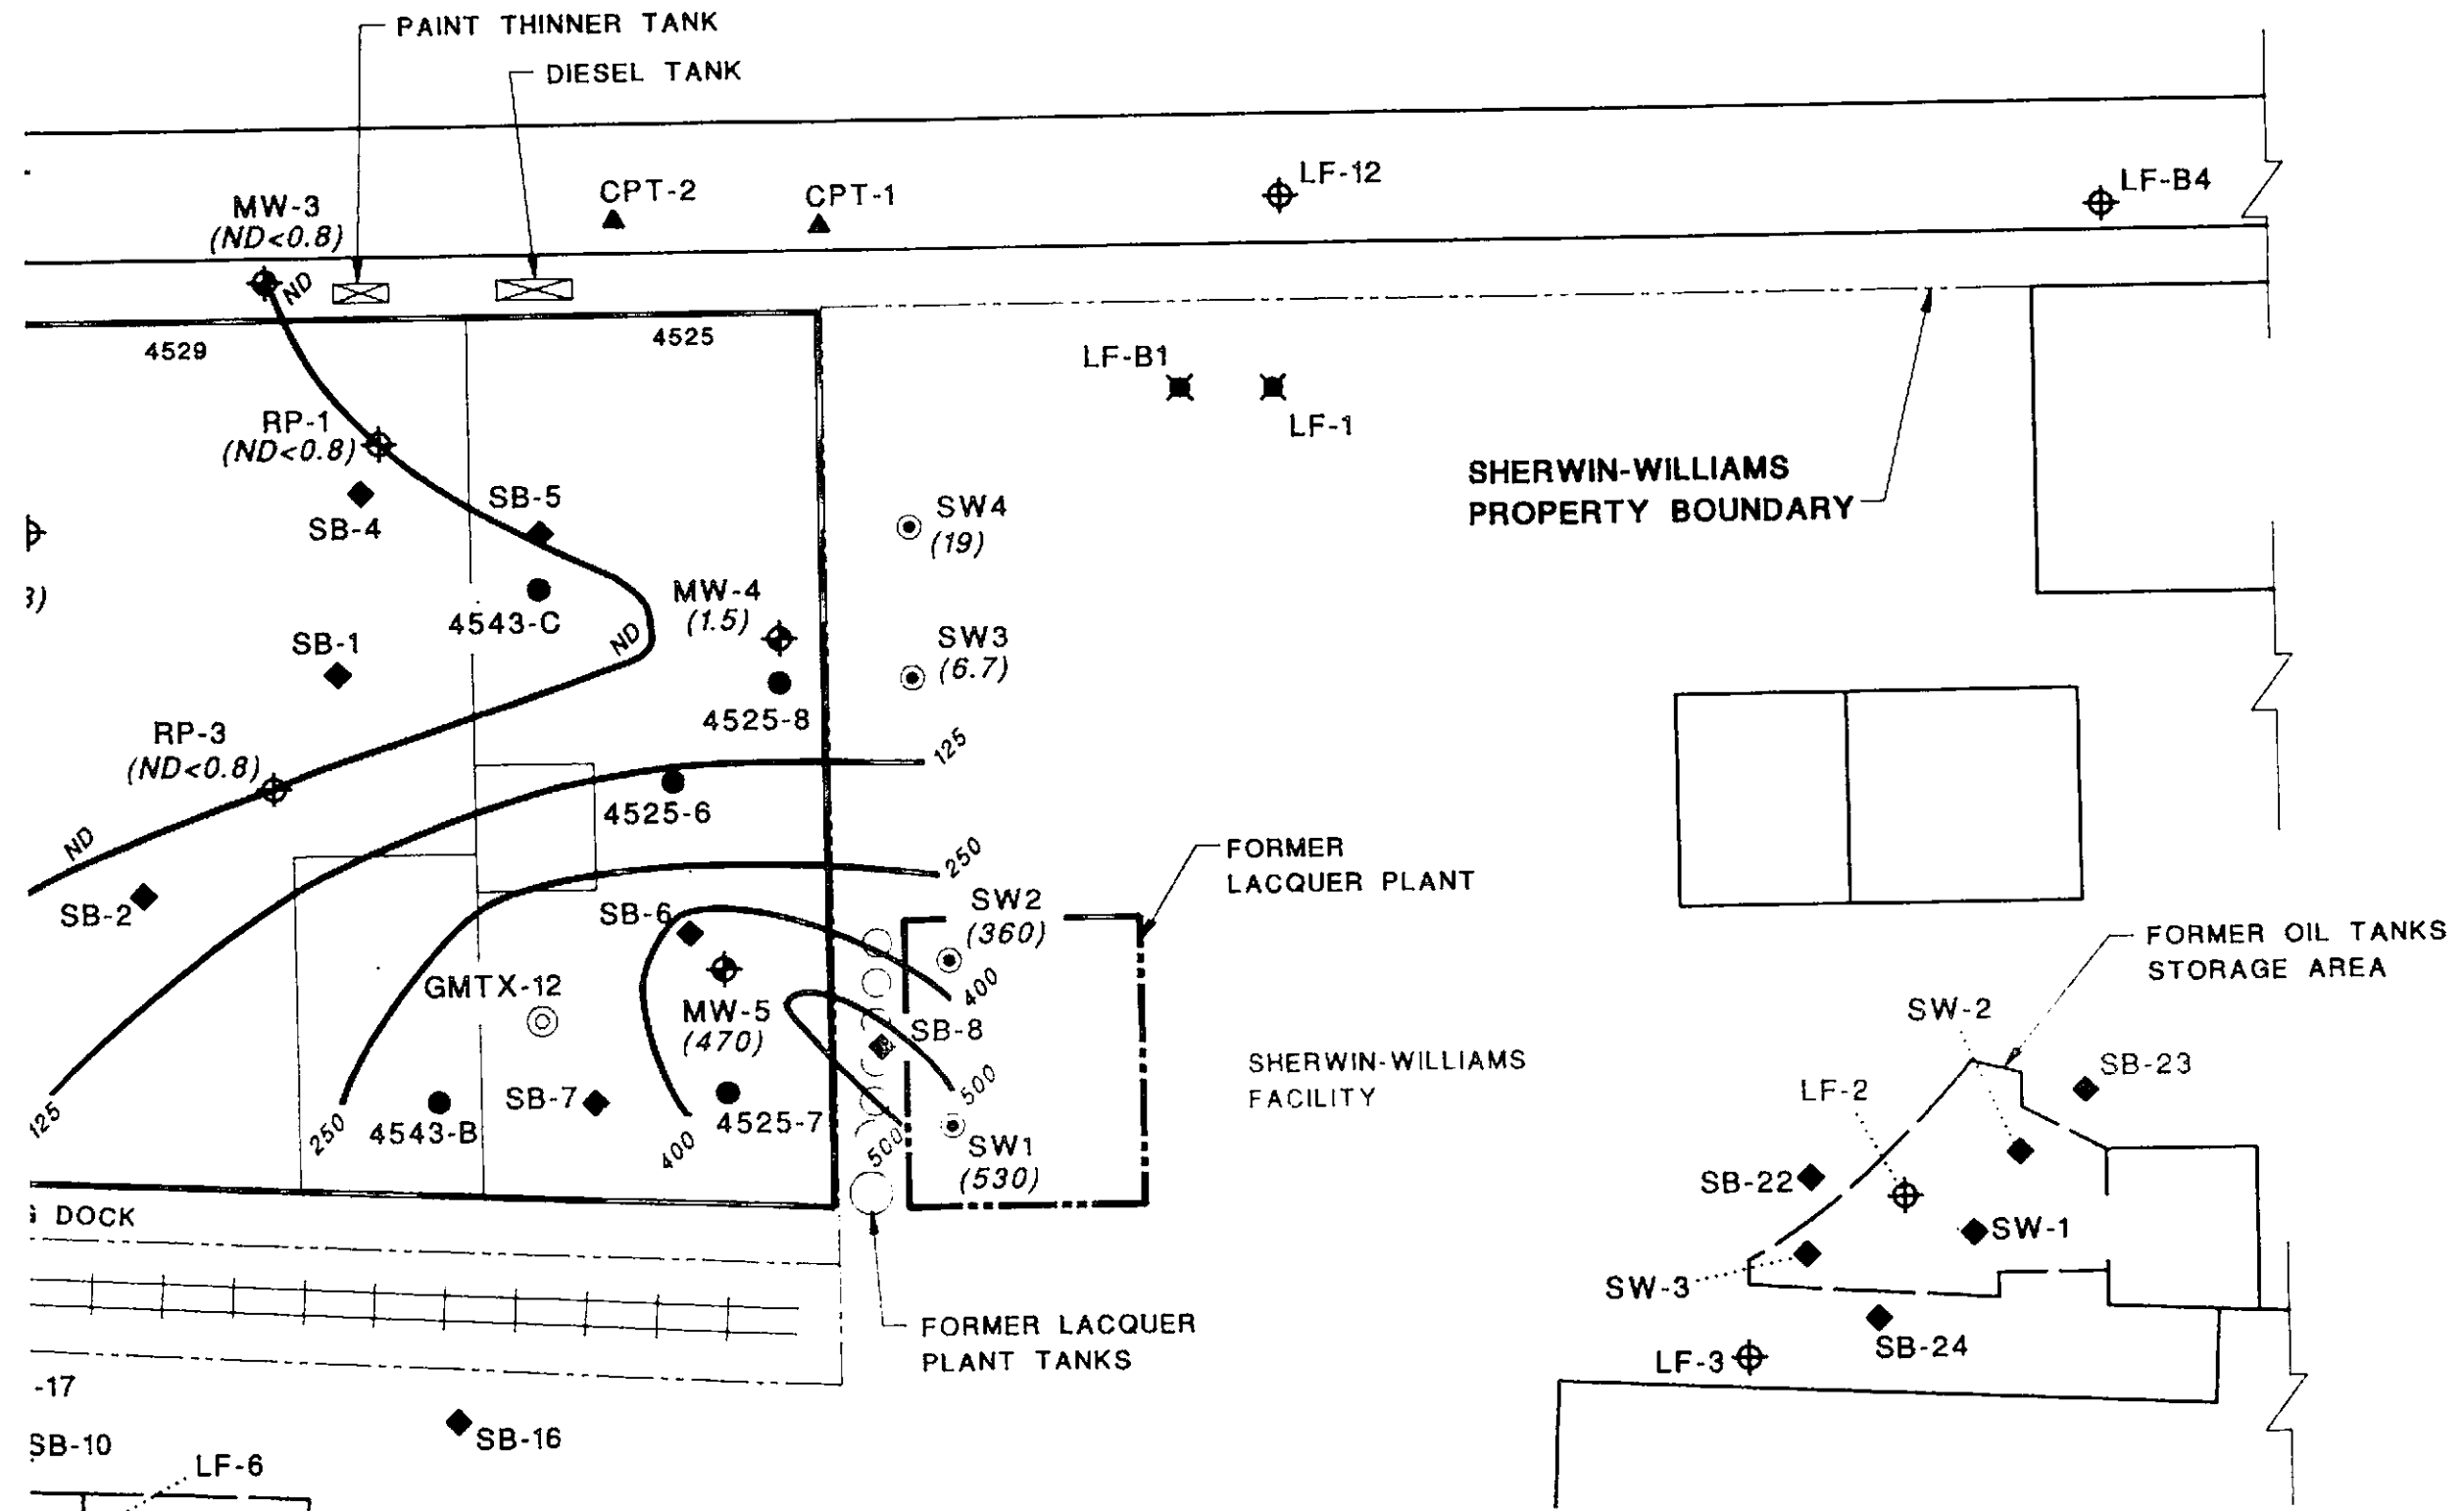 PAINT THINNER TANK
DIESEL TANK
MW-3
(ND<0.8)
CPT-2
CPT-1
LF-12
LF-B4
ND
4529
4525
LF-B1
LF-1
RP-1
(ND<0.8)
SB-4
SB-5
SHERWIN-WILLIAMS
PROPERTY BOUNDARY
SW4
(19)
4543-C
MW-4
(1.5)
ND
SW3
(6.7)
SB-1
4525-8
RP-3
(ND<0.8)
125
4525-6
ND
250
FORMER
LACQUER PLANT
SB-2
SB-6
SW2
(360)
FORMER OIL TANKS
STORAGE AREA
GMTX-12
400
MW-5
(470)
SB-8
SW-2
SHERWIN-WILLIAMS
FACILITY
SB-23
LF-2
500
125
250
4543-B
SB-7
400
4525-7
500
SW1
(530)
SB-22
SW-1
DOCK
SW-3
FORMER LACQUER
PLANT TANKS
SB-24
LF-3
-17
SB-16
SB-10
LF-6